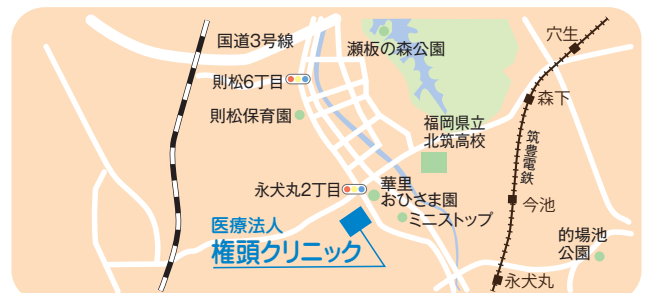 国道3号線
瀬板の森公園
穴生
則松6丁目
森下
則松保育園
福岡県立
北筑高校
筑豊電鉄
永犬丸2丁目
華里
おひさま園
今池
ミニストップ
医療法人
権頭クリニック
的場池
公園
永犬丸